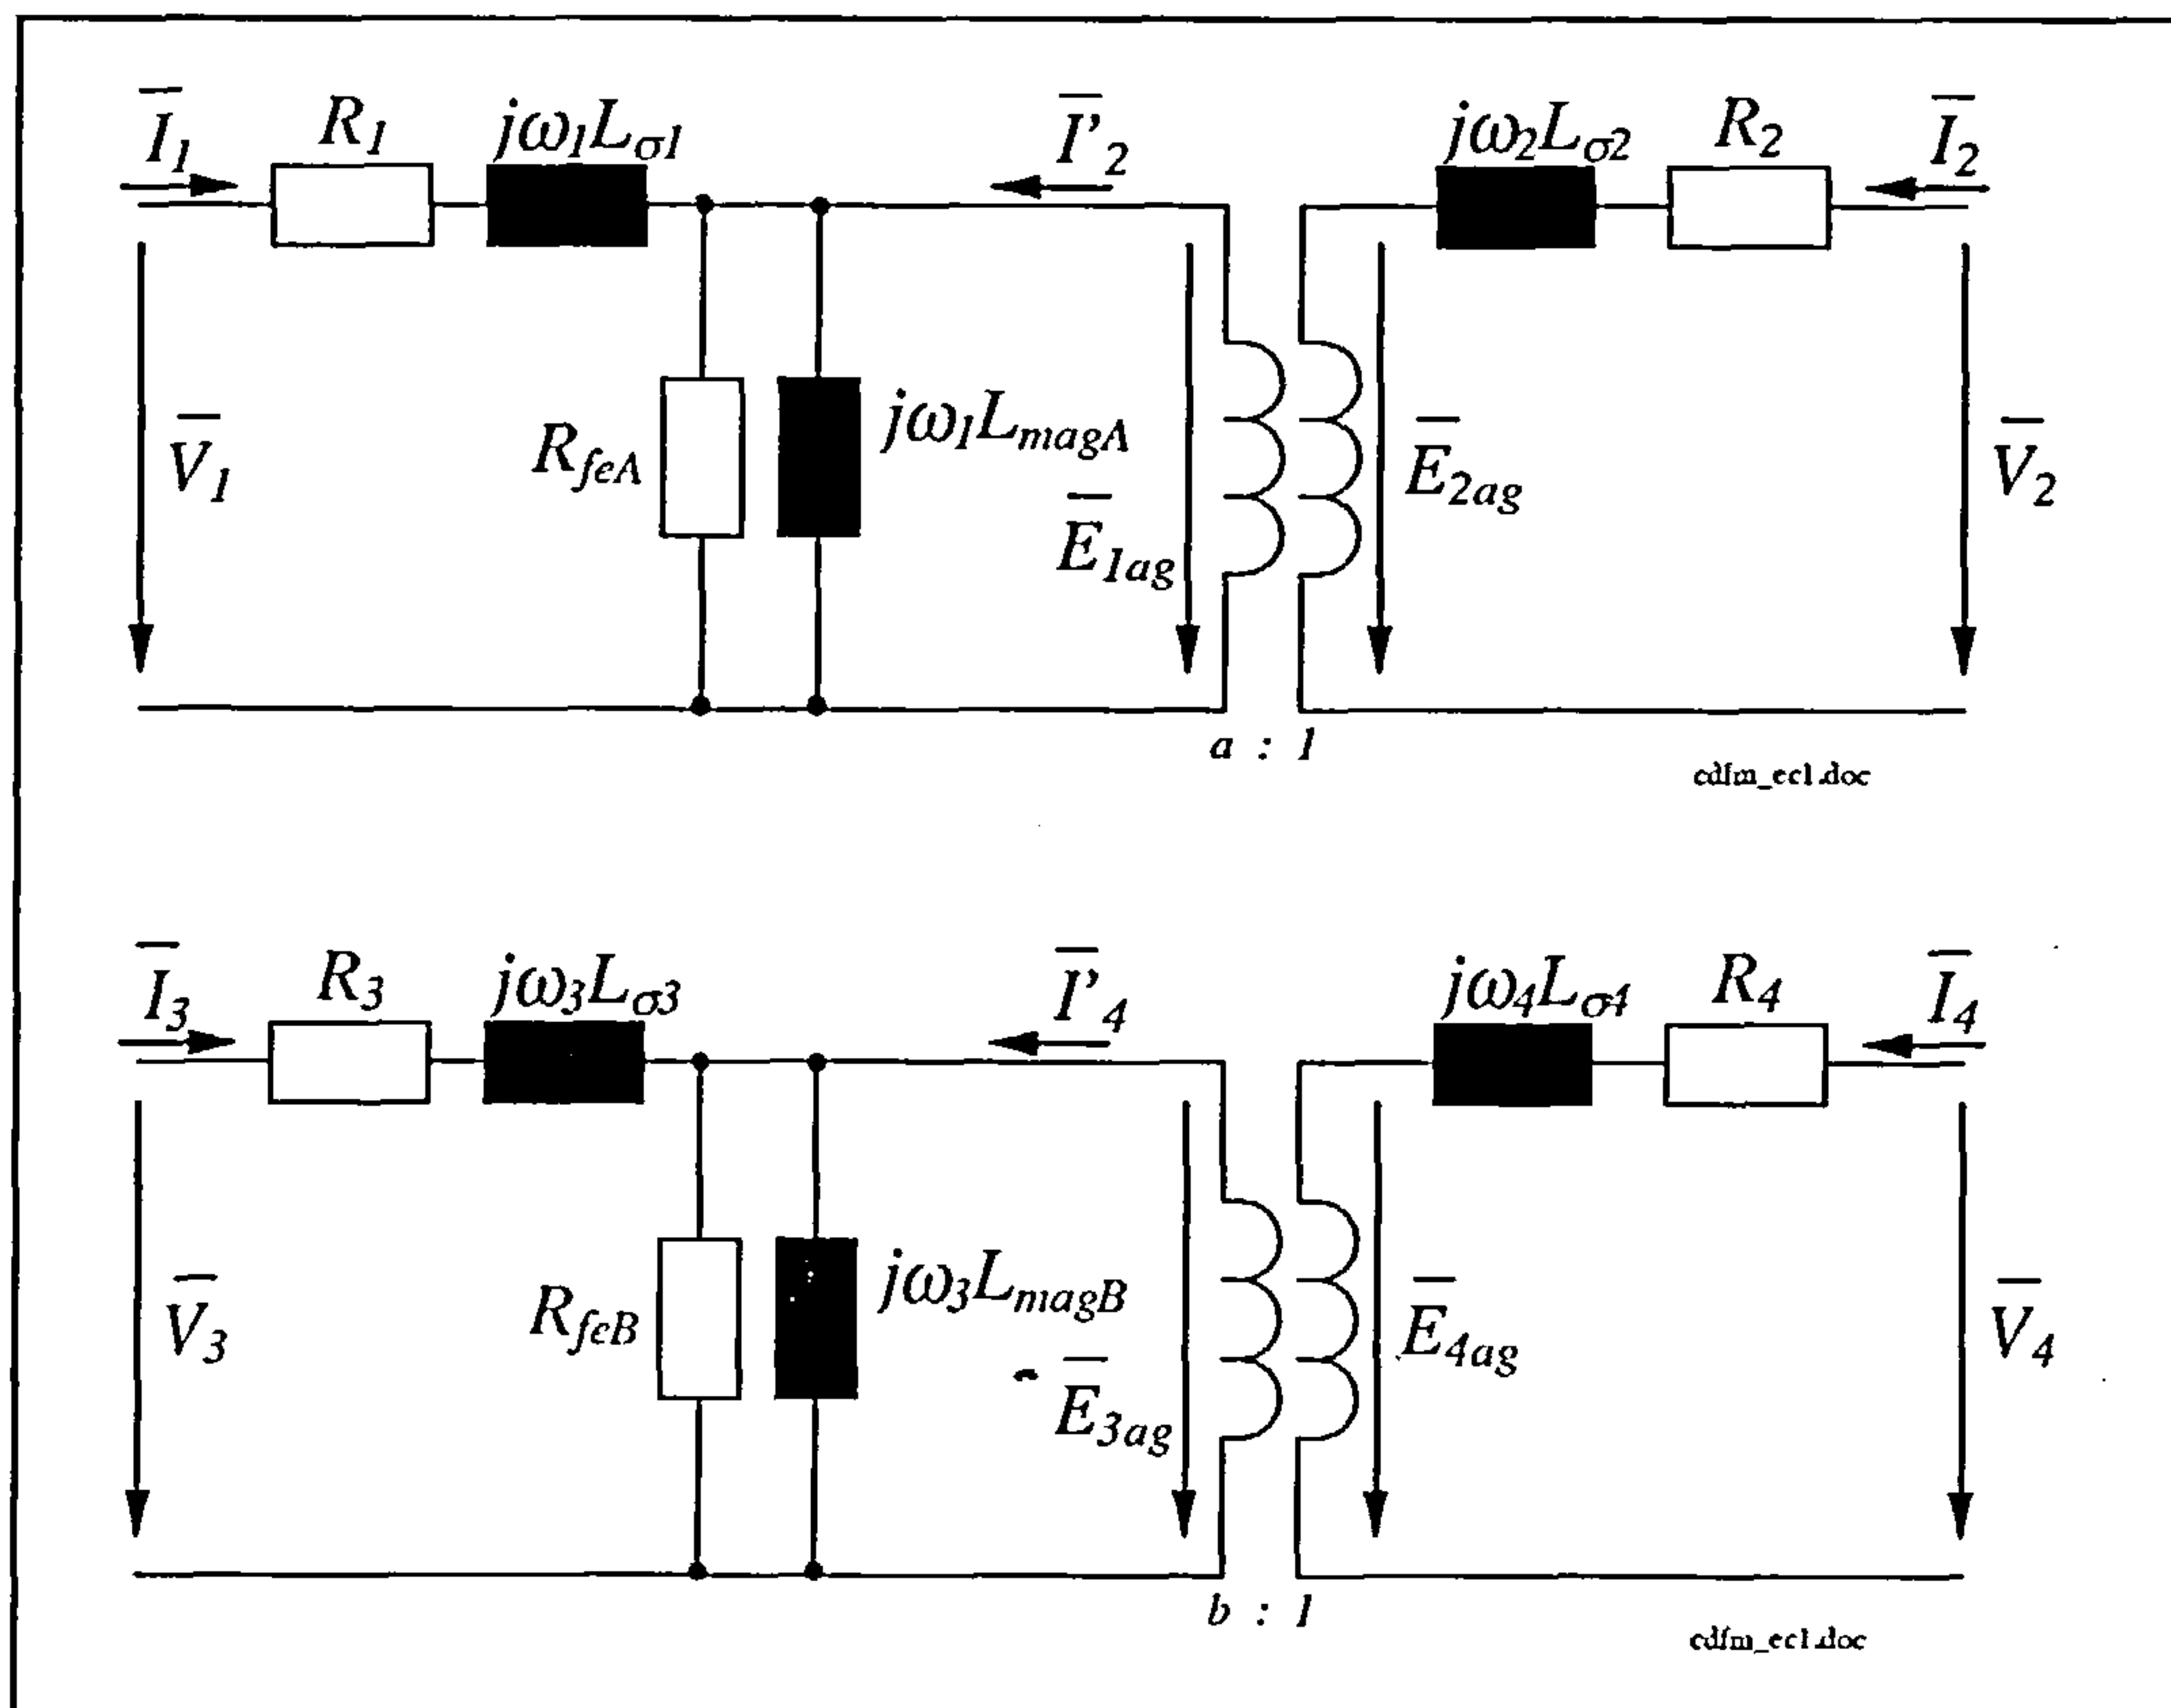 I₁ R₁ jω₁Lσ1 I'₂ jω₂Lσ2 R₂ I₂
V₁ RfeA jω₁LmagA E1ag E2ag V₂
a : 1
cdfm_ec1.doc
I₃ R₃ jω₃Lσ3 I'₄ jω₄Lσ4 R₄ I₄
V₃ RfeB jω₃LmagB E3ag E4ag V₄
b : 1
cdfm_ec1.doc